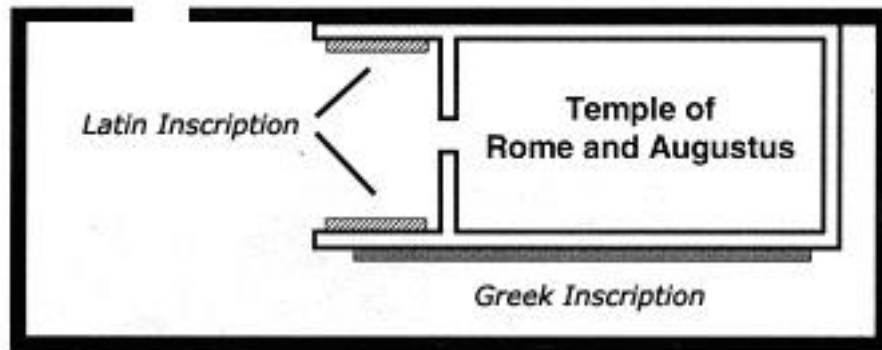 Temple of
Rome and Augustus
Latin Inscription
Greek Inscription